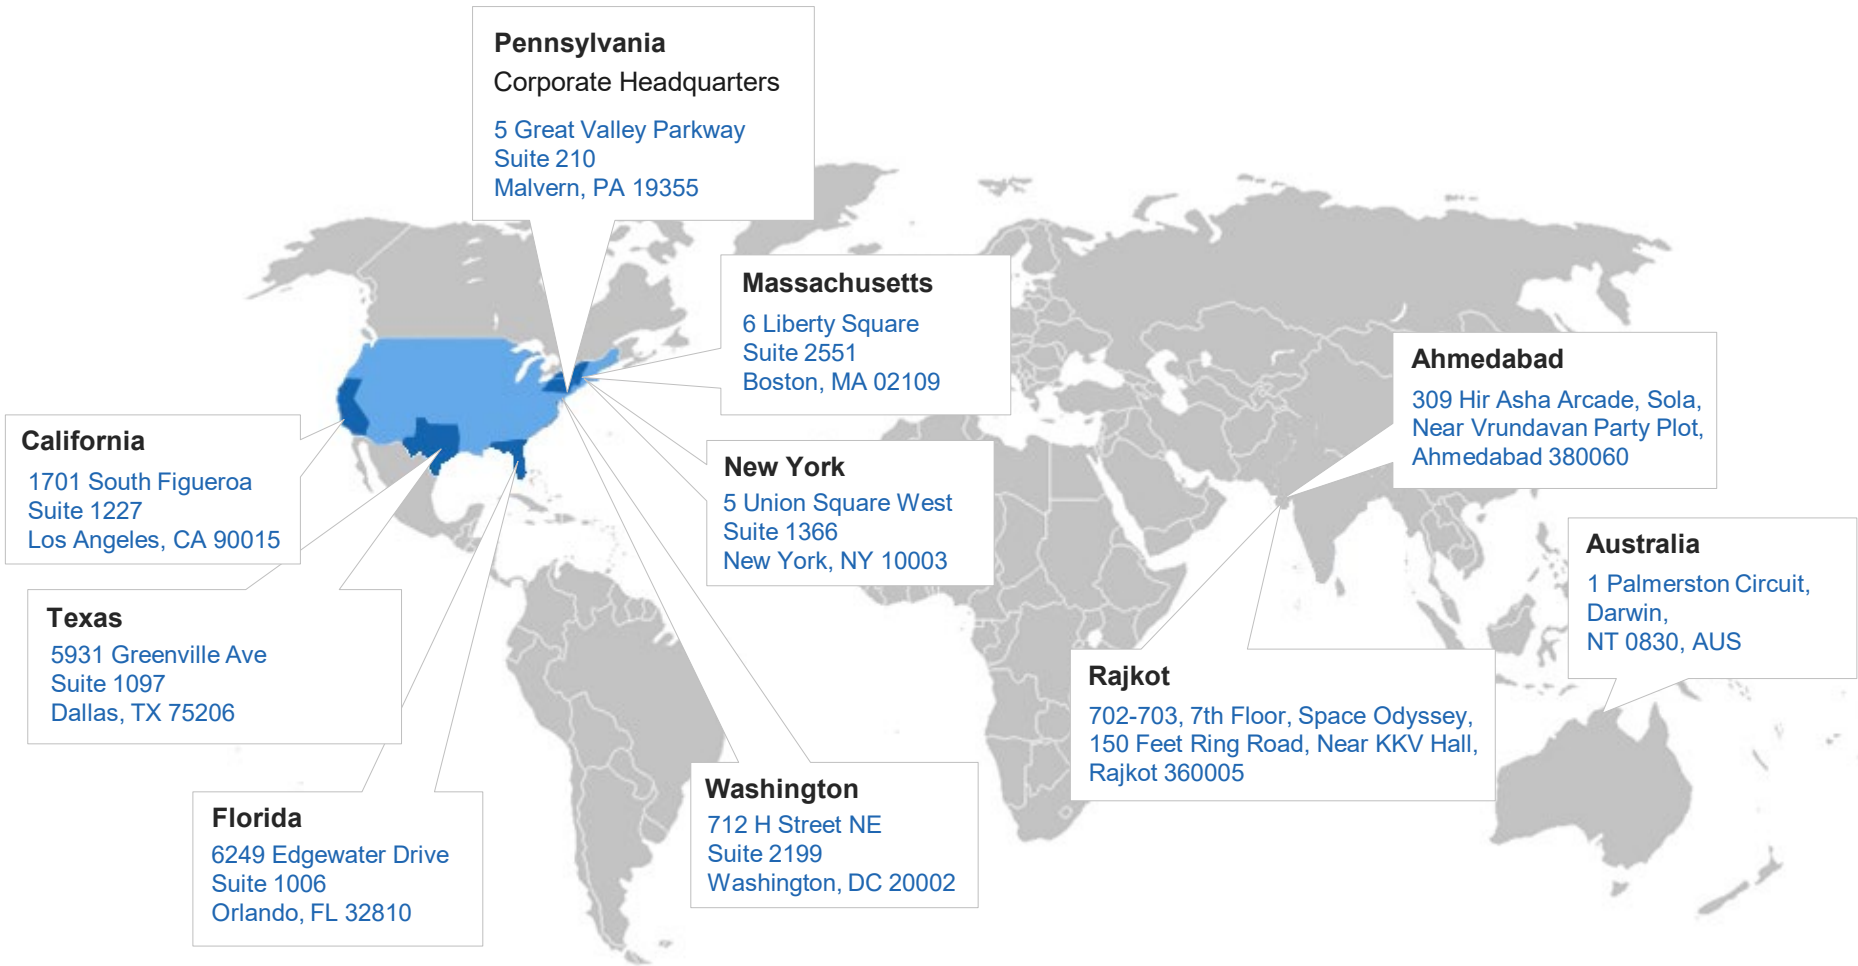 Pennsylvania
Corporate Headquarters
5 Great Valley Parkway
Suite 210
Malvern, PA 19355
Massachusetts
6 Liberty Square
Suite 2551
Boston, MA 02109
Ahmedabad
309 Hir Asha Arcade, Sola,
Near Vrundavan Party Plot,
Ahmedabad 380060
California
1701 South Figueroa
Suite 1227
Los Angeles, CA 90015
New York
5 Union Square West
Suite 1366
New York, NY 10003
Australia
1 Palmerston Circuit,
Darwin,
NT 0830, AUS
Texas
5931 Greenville Ave
Suite 1097
Dallas, TX 75206
Rajkot
702-703, 7th Floor, Space Odyssey,
150 Feet Ring Road, Near KKV Hall,
Rajkot 360005
Florida
6249 Edgewater Drive
Suite 1006
Orlando, FL 32810
Washington
712 H Street NE
Suite 2199
Washington, DC 20002